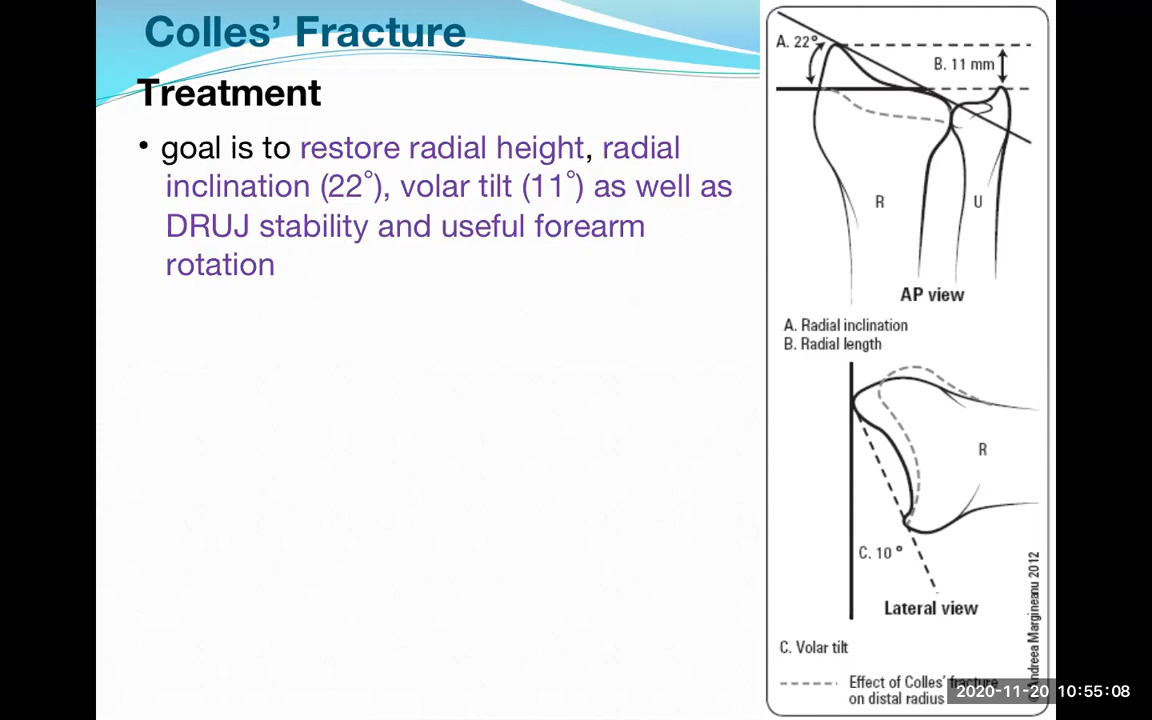 Colles’ Fracture
Treatment
• goal is to restore radial height, radial
inclination (22°), volar tilt (11°) as well as
DRUJ stability and useful forearm
rotation
A. 22°
B. 11 mm
R
U
AP view
A. Radial inclination
B. Radial length
R
C. 10°
Lateral view
C. Volar tilt
Effect of Colles’ fracture
on distal radius
© Andreea Margineanu 2012
2020-11-20 10:55:08